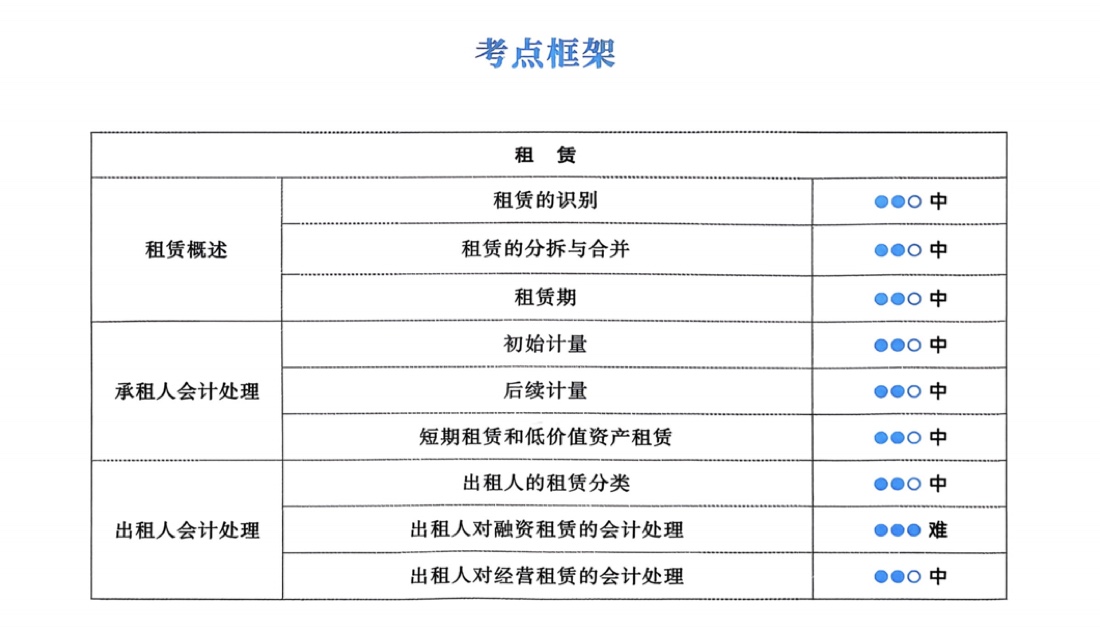 考点框架
租 赁
租赁概述
租赁的识别 中
租赁的分拆与合并 中
租赁期 中
承租人会计处理
初始计量 中
后续计量 中
短期租赁和低价值资产租赁 中
出租人会计处理
出租人的租赁分类 中
出租人对融资租赁的会计处理 难
出租人对经营租赁的会计处理 中